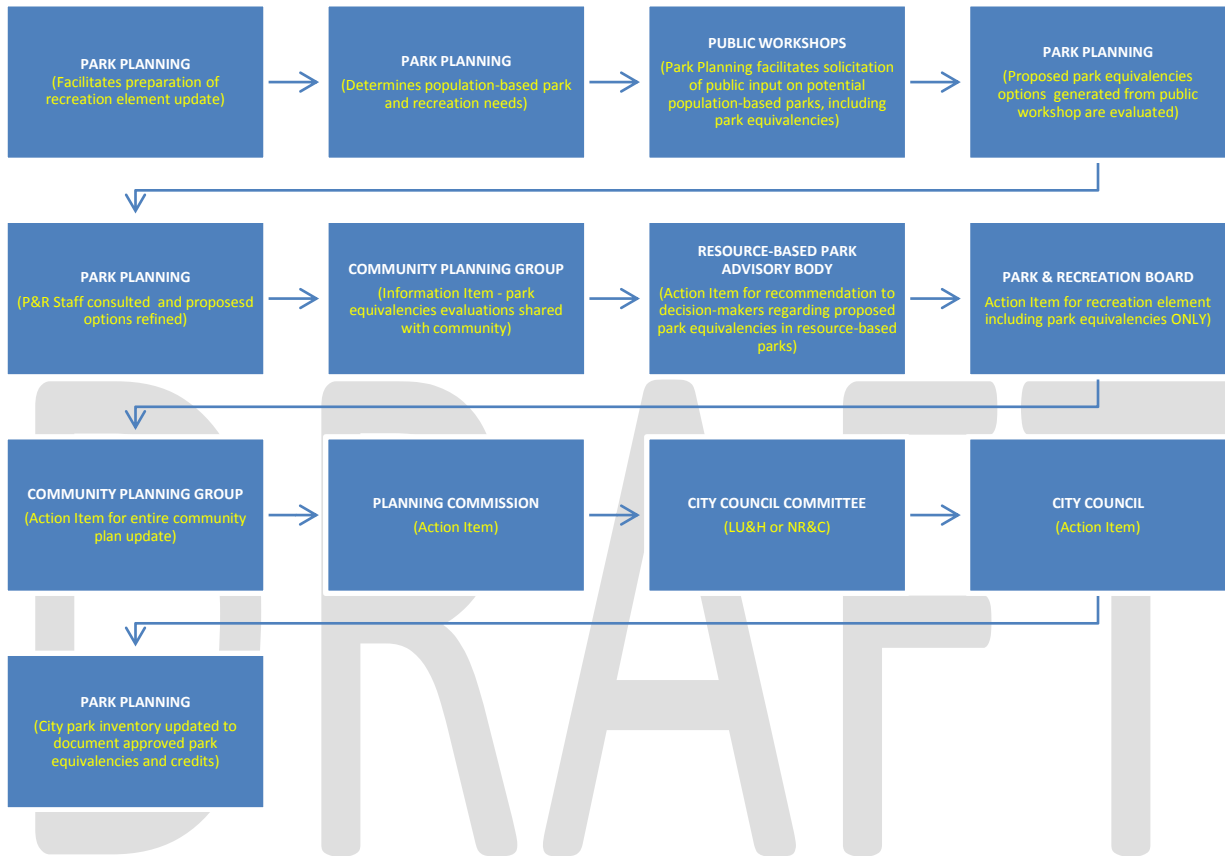 PARK PLANNING
(Facilitates preparation of
recreation element update)
PARK PLANNING
(Determines population-based park
and recreation needs)
PUBLIC WORKSHOPS
(Park Planning facilitates solicitation
of public input on potential
population-based parks, including
park equivalencies)
PARK PLANNING
(Proposed park equivalencies
options generated from public
workshop are evaluated)
PARK PLANNING
(P&R Staff consulted and proposesd
options refined)
COMMUNITY PLANNING GROUP
(Information Item - park
equivalencies evaluations shared
with community)
RESOURCE-BASED PARK
ADVISORY BODY
(Action Item for recommendation to
decision-makers regarding proposed
park equivalencies in resource-based
parks)
PARK & RECREATION BOARD
Action Item for recreation element
including park equivalencies ONLY)
COMMUNITY PLANNING GROUP
(Action Item for entire community
plan update)
PLANNING COMMISSION
(Action Item)
CITY COUNCIL COMMITTEE
(LU&H or NR&C)
CITY COUNCIL
(Action Item)
PARK PLANNING
(City park inventory updated to
document approved park
equivalencies and credits)
DRAFT